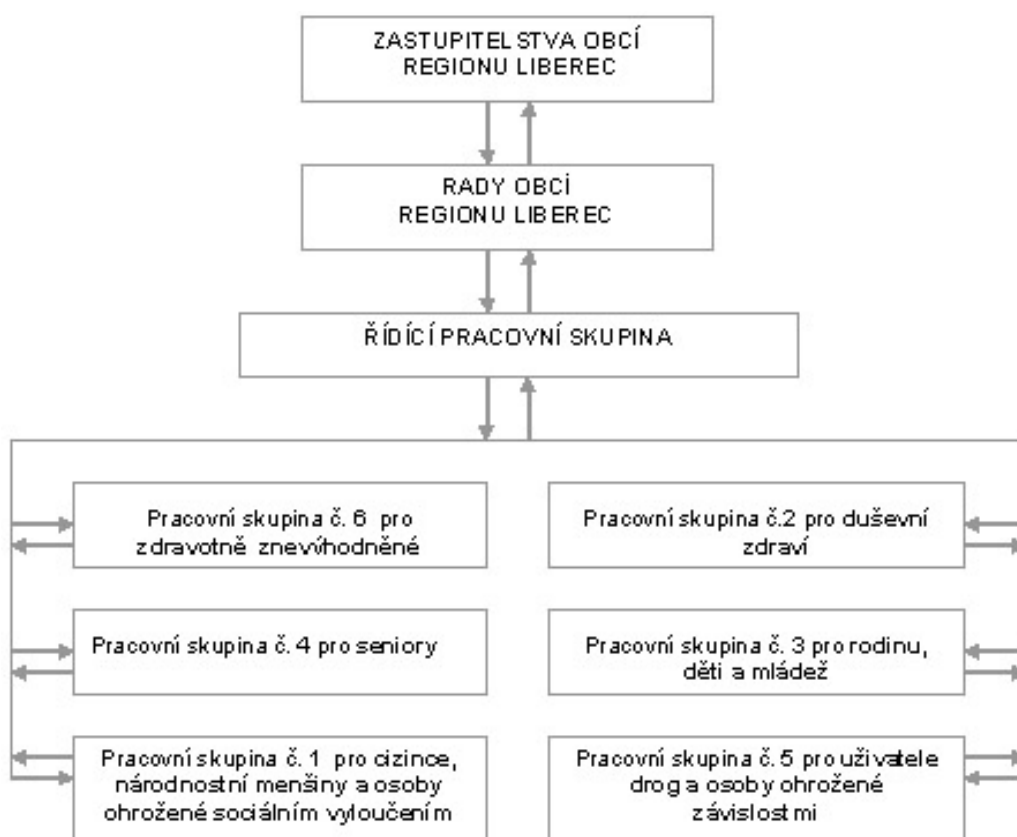 ZASTUPITELSTVA OBCÍ
REGIONU LIBEREC
RADY OBCÍ
REGIONU LIBEREC
ŘÍDÍCÍ PRACOVNÍ SKUPINA
Pracovní skupina č. 6 pro
zdravotně znevýhodněné
Pracovní skupina č.2 pro duševní
zdraví
Pracovní skupina č. 4 pro seniory
Pracovní skupina č. 3 pro rodinu,
děti a mládež
Pracovní skupina č. 1 pro cizince,
národnostní menšiny a osoby
ohrožené sociálním vyloučením
Pracovní skupina č. 5 pro uživatele
drog a osoby ohrožené
závislostmi